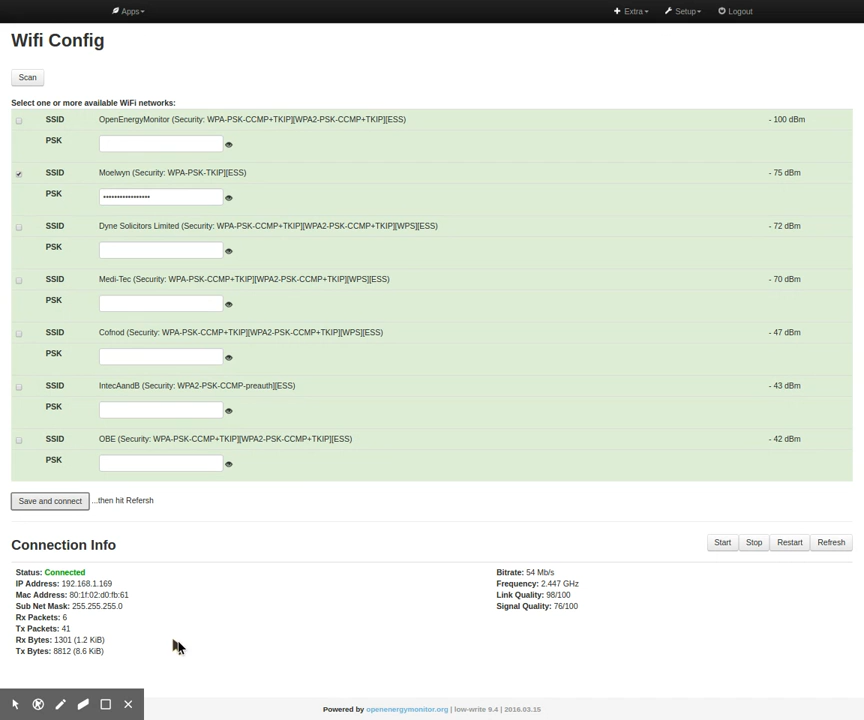 Apps
Extra
Setup
Logout
Wifi Config
Scan
Select one or more available WiFi networks:
SSID OpenEnergyMonitor (Security: WPA-PSK-CCMP+TKIP][WPA2-PSK-CCMP+TKIP][ESS) - 100 dBm
PSK
SSID Moelwyn (Security: WPA-PSK-TKIP][ESS) - 75 dBm
PSK •••••••••••••••••
SSID Dyne Solicitors Limited (Security: WPA-PSK-CCMP+TKIP][WPA2-PSK-CCMP+TKIP][WPS][ESS) - 72 dBm
PSK
SSID Medi-Tec (Security: WPA-PSK-CCMP+TKIP][WPA2-PSK-CCMP+TKIP][WPS][ESS) - 70 dBm
PSK
SSID Cofnod (Security: WPA-PSK-CCMP+TKIP][WPA2-PSK-CCMP+TKIP][WPS][ESS) - 47 dBm
PSK
SSID IntecAandB (Security: WPA2-PSK-CCMP-preauth][ESS) - 43 dBm
PSK
SSID OBE (Security: WPA-PSK-CCMP+TKIP][WPA2-PSK-CCMP+TKIP][ESS) - 42 dBm
PSK
Save and connect ...then hit Refersh
Connection Info
Start Stop Restart Refresh
Status: Connected
IP Address: 192.168.1.169
Mac Address: 80:1f:02:d0:fb:61
Sub Net Mask: 255.255.255.0
Rx Packets: 6
Tx Packets: 41
Rx Bytes: 1301 (1.2 KiB)
Tx Bytes: 8812 (8.6 KiB)
Bitrate: 54 Mb/s
Frequency: 2.447 GHz
Link Quality: 98/100
Signal Quality: 76/100
Powered by openenergymonitor.org | low-write 9.4 | 2016.03.15